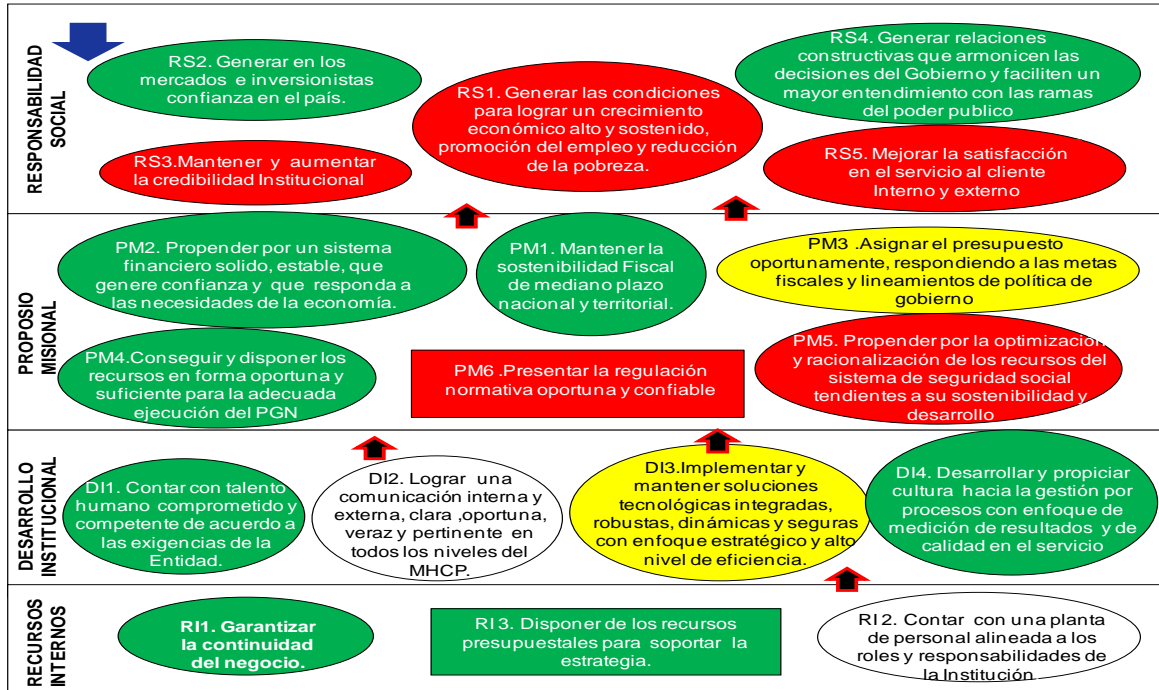 RESPONSABILIDAD
SOCIAL
RS2. Generar en los
mercados e inversionistas
confianza en el país.
RS3.Mantener y aumentar
la credibilidad Institucional
RS1. Generar las condiciones
para lograr un crecimiento
económico alto y sostenido,
promoción del empleo y reducción
de la pobreza.
RS4. Generar relaciones
constructivas que armonicen las
decisiones del Gobierno y faciliten un
mayor entendimiento con las ramas
del poder publico
RS5. Mejorar la satisfacción
en el servicio al cliente
Interno y externo
PROPOSIO
MISIONAL
PM2. Propender por un sistema
financiero solido, estable, que
genere confianza y que responda a
las necesidades de la economía.
PM1. Mantener la
sostenibilidad Fiscal
de mediano plazo
nacional y territorial.
PM3 .Asignar el presupuesto
oportunamente, respondiendo a las metas
fiscales y lineamientos de política de
gobierno
PM4.Conseguir y disponer los
recursos en forma oportuna y
suficiente para la adecuada
ejecución del PGN
PM6 .Presentar la regulación
normativa oportuna y confiable
PM5. Propender por la optimización
y racionalización de los recursos del
sistema de seguridad social
tendientes a su sostenibilidad y
desarrollo
DESARROLLO
INSTITUCIONAL
DI1. Contar con talento
humano comprometido y
competente de acuerdo a
las exigencias de la
Entidad.
DI2. Lograr una
comunicación interna y
externa, clara ,oportuna,
veraz y pertinente en
todos los niveles del
MHCP.
DI3.Implementar y
mantener soluciones
tecnológicas integradas,
robustas, dinámicas y seguras
con enfoque estratégico y alto
nivel de eficiencia.
DI4. Desarrollar y propiciar
cultura hacia la gestión por
procesos con enfoque de
medición de resultados y de
calidad en el servicio
RECURSOS
INTERNOS
RI1. Garantizar
la continuidad
del negocio.
RI3. Disponer de los recursos
presupuestales para soportar la
estrategia.
RI2. Contar con una planta
de personal alineada a los
roles y responsabilidades de
la Institución